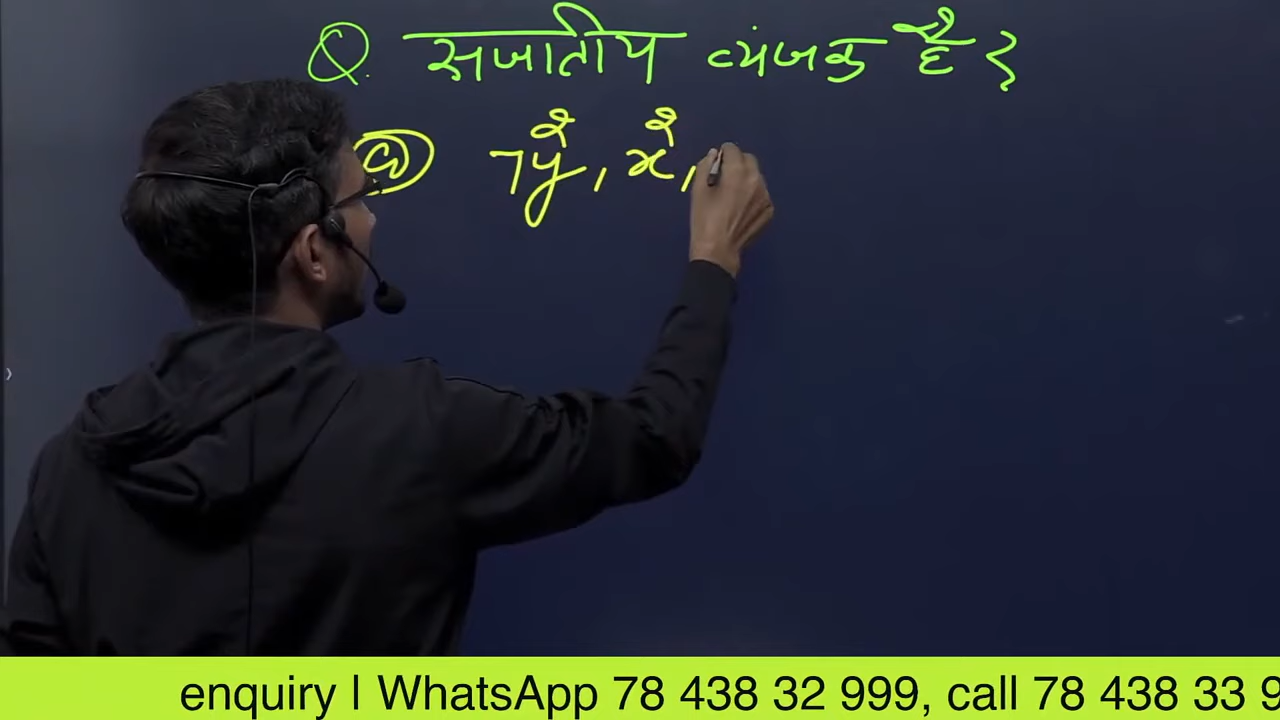 Q. सजातीय व्यंजक है ?
a 7y², x²,
enquiry I WhatsApp 78 438 32 999, call 78 438 33 9